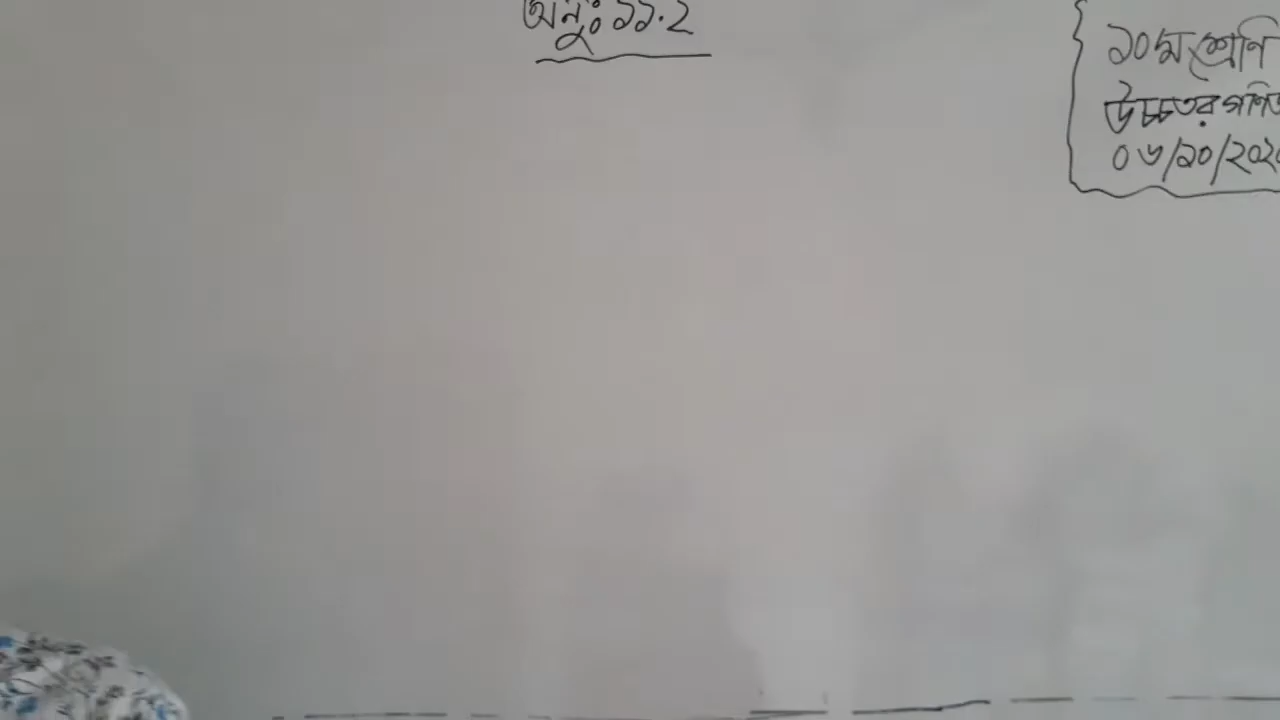 অনুঃ ১১.২
১০ম শ্রেণি
উচ্চতর গণিত
০৬/১০/২০২